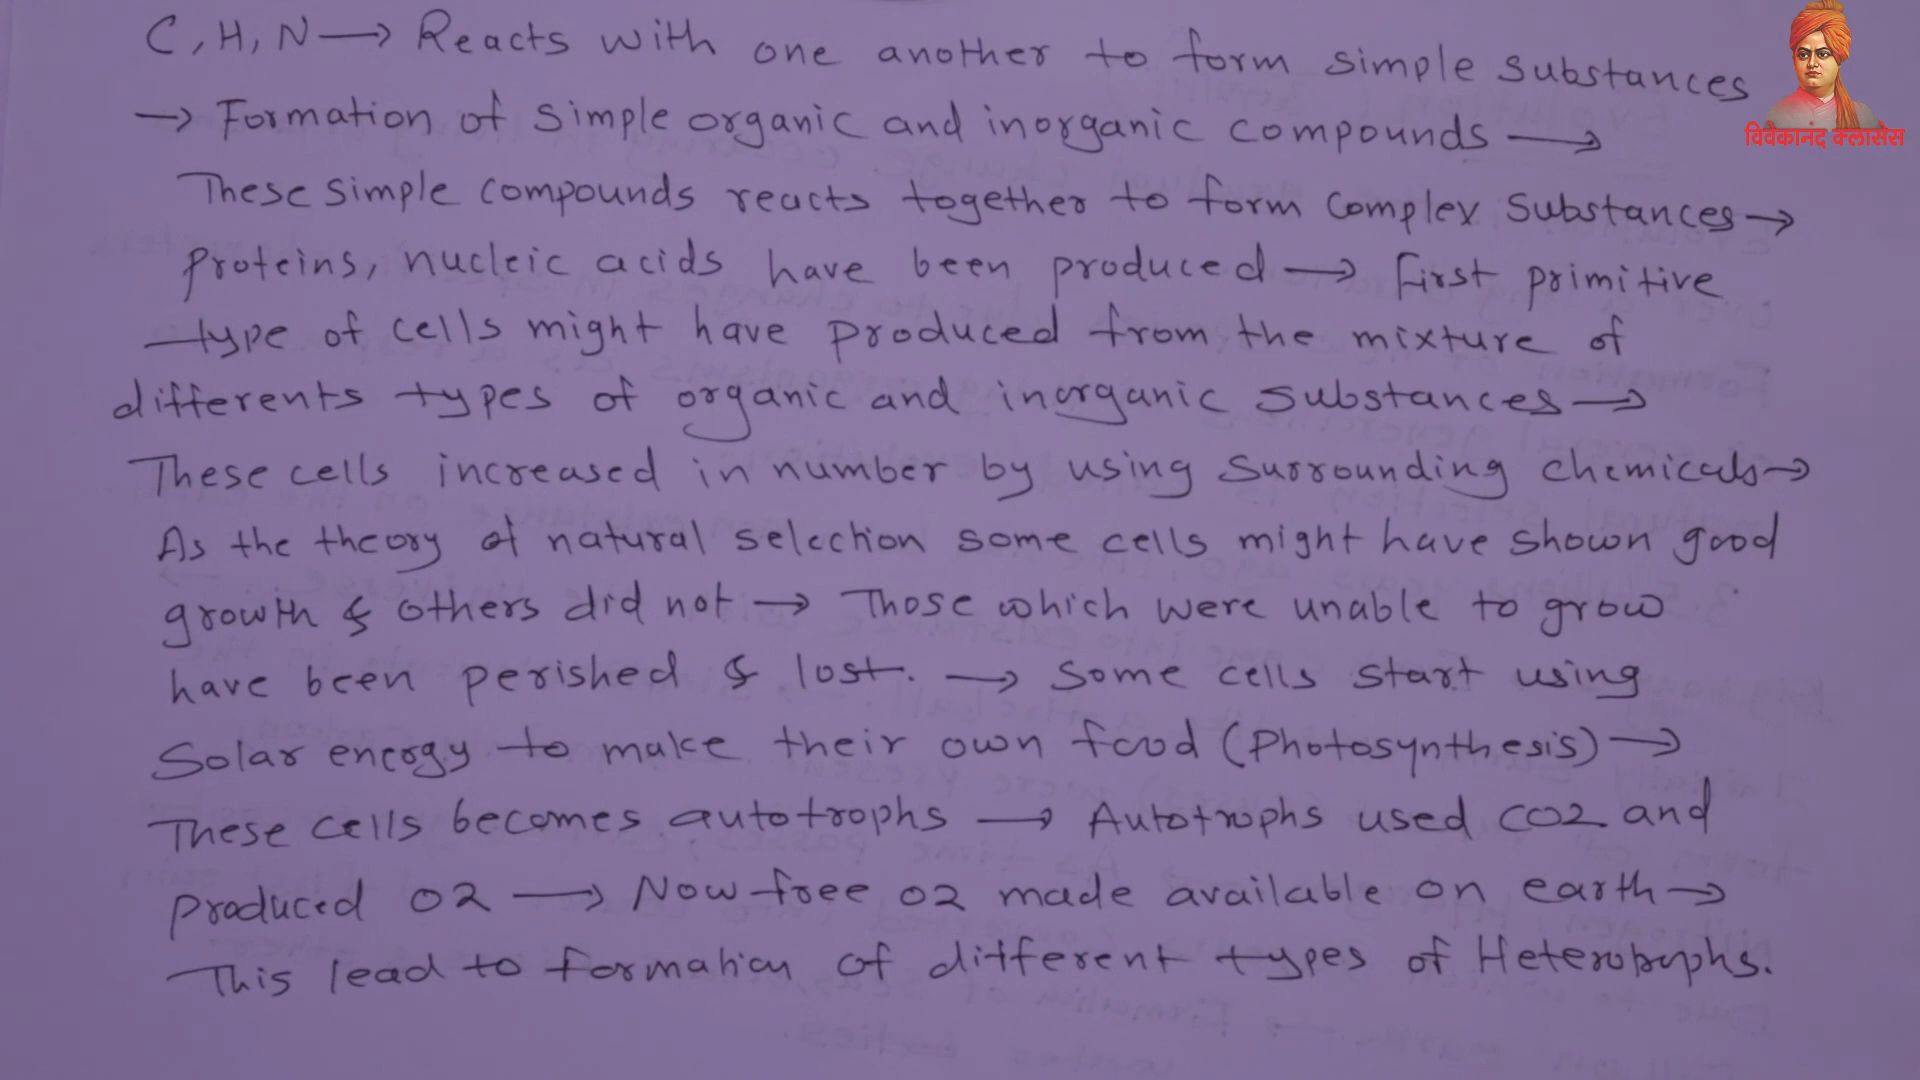 C, H, N → Reacts with one another to form simple substances
→ Formation of simple organic and inorganic compounds →
These simple compounds reacts together to form complex substances →
Proteins, nucleic acids have been produced → First primitive
type of cells might have produced from the mixture of
differents types of organic and inorganic substances →
These cells increased in number by using surrounding chemicals →
As the theory of natural selection some cells might have shown good
growth & others did not → Those which were unable to grow
have been perished & lost. → Some cells start using
Solar energy to make their own food (Photosynthesis) →
These cells becomes autotrophs → Autotrophs used CO2 and
produced O2 → Now free O2 made available on earth →
This lead to formation of different types of Heterotrophs.
विवेकानंद क्लासेस